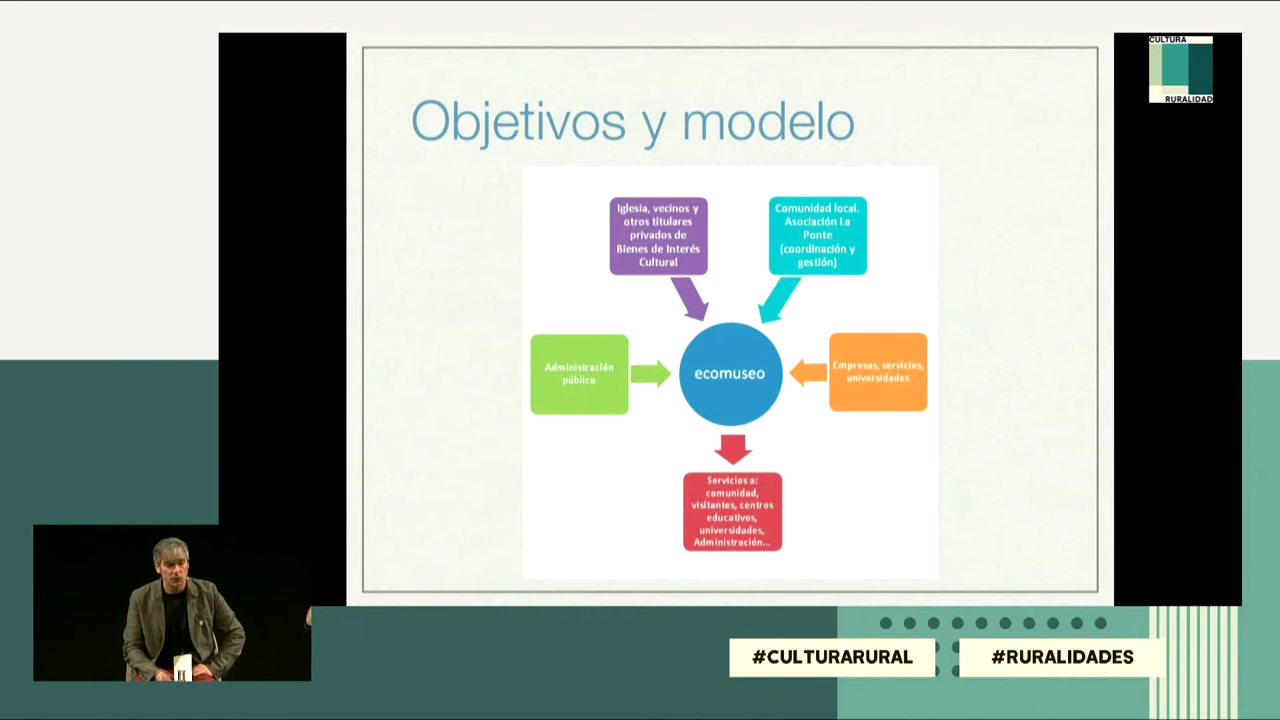 CULTURA
RURALIDAD
Objetivos y modelo
Iglesia, vecinos y
otros titulares
privados de
Bienes de Interés
Cultural
Comunidad local.
Asociación La
Ponte
(coordinación y
gestión)
Administración
pública
ecomuseo
Empresas, servicios,
universidades
Servicios a:
comunidad,
visitantes, centros
educativos,
universidades,
Administración...
#CULTURARURAL
#RURALIDADES